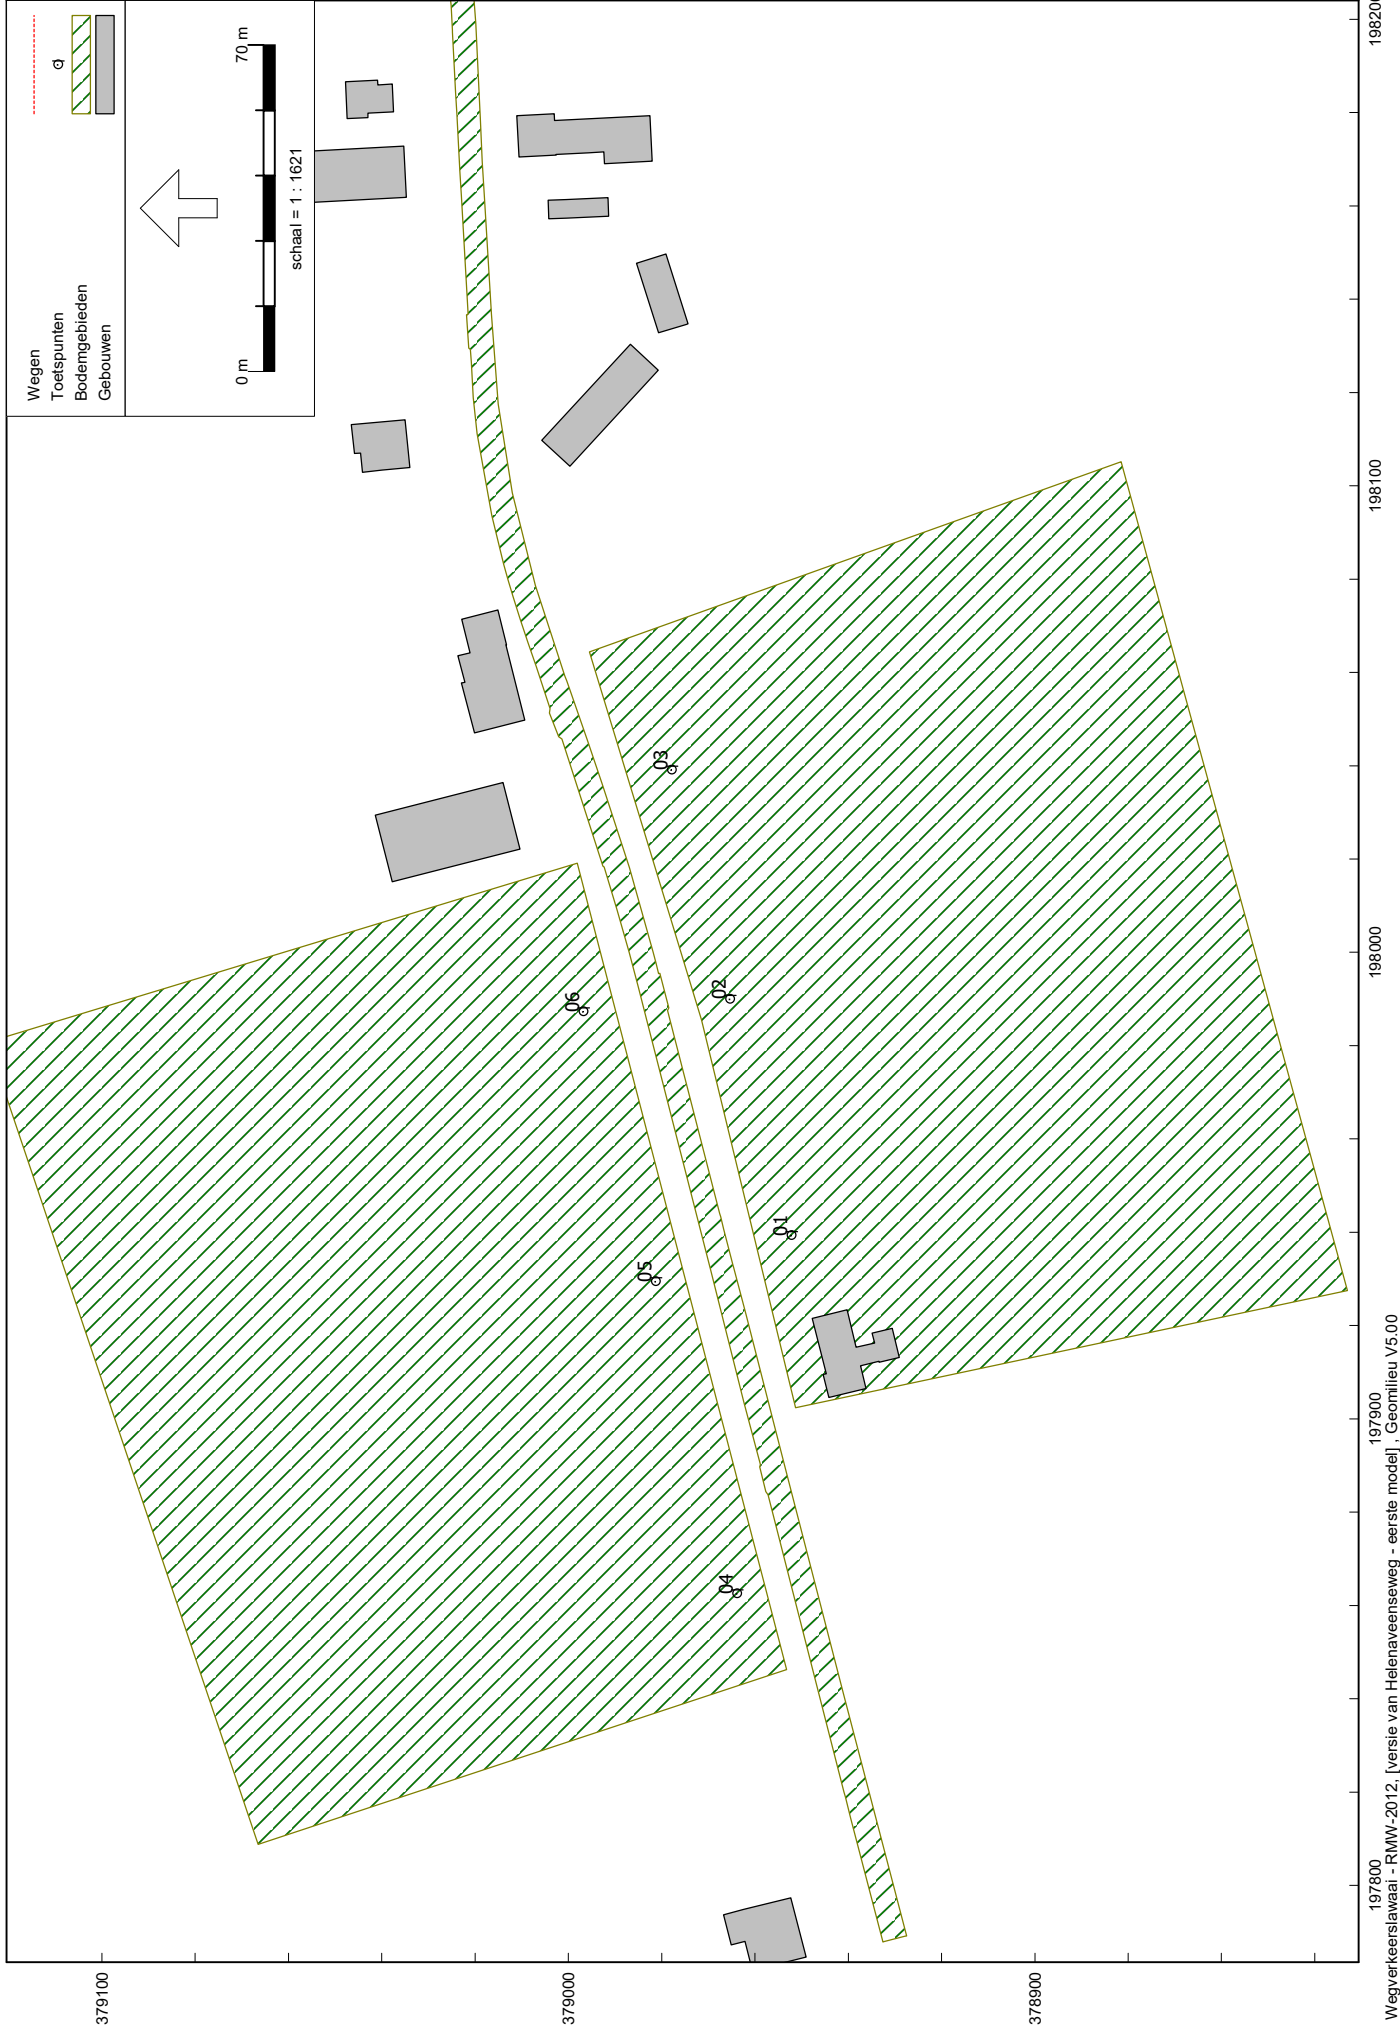 Wegen
Toetspunten
Bodemgebieden
Gebouwen
0 m
70 m
schaal = 1 : 1621
379100
379000
378900
06
05
04
03
02
01
197800
197900
198000
198100
198200
Wegverkeerslawaai - RMW-2012, [versie van Helenaveenseweg - eerste model] , Geomilieu V5.00